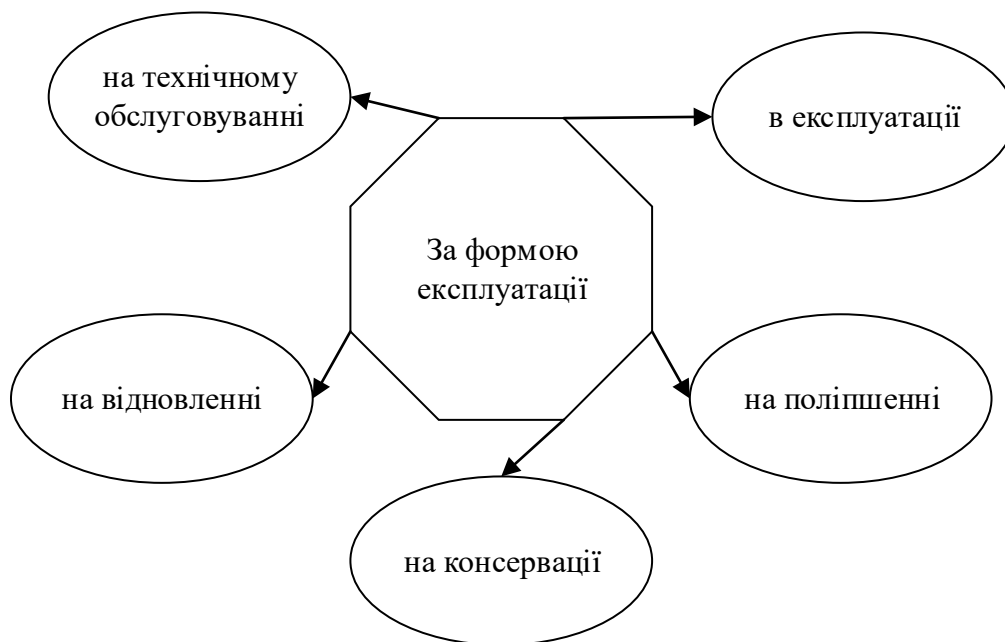 на технічному
обслуговуванні
в експлуатації
За формою
експлуатації
на відновленні
на поліпшенні
на консервації